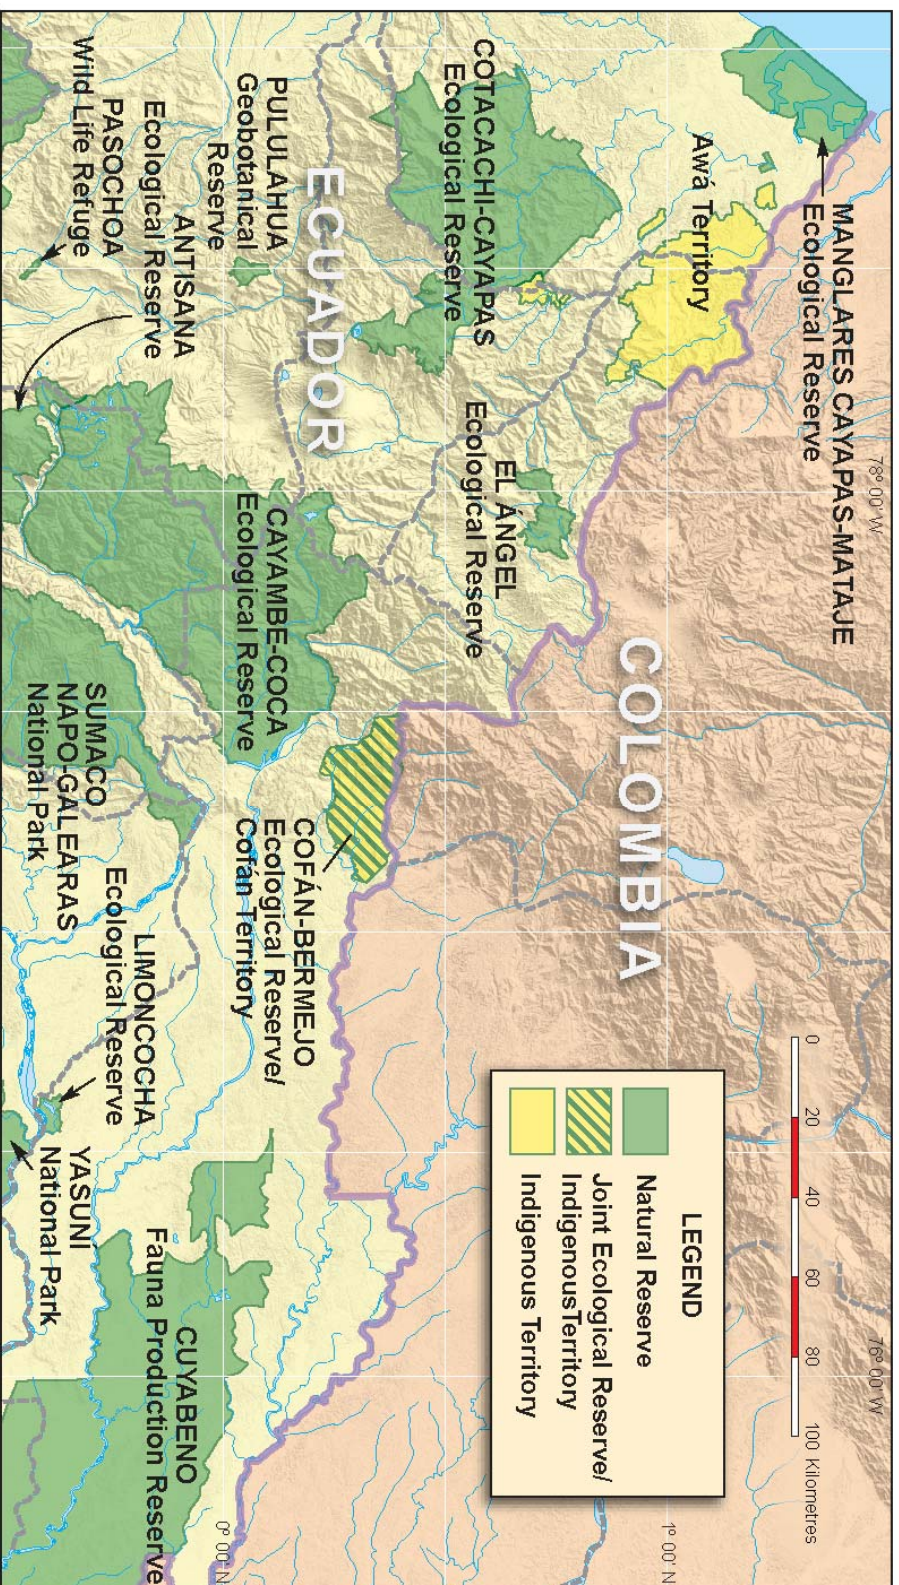 MANGLARES CAYAPAS-MATAJE
Ecological Reserve
78° 00' W
76° 00' W
0 20 40 60 80 100 Kilometres
Awá Territory
COLOMBIA
LEGEND
Natural Reserve
Joint Ecological Reserve/
IndigenousTerritory
Indigenous Territory
1° 00' N
COTACACHI-CAYAPAS
Ecological Reserve
EL ÁNGEL
Ecological Reserve
ECUADOR
PULULAHUA
Geobotanical
Reserve
CAYAMBE-COCA
Ecological Reserve
COFÁN-BERMEJO
Ecological Reserve/
Cofán Territory
0° 00' N
ANTISANA
Ecological Reserve
PASOCHOA
Wild Life Refuge
SUMACO
NAPO-GALEARAS
National Park
LIMONCOCHA
Ecological Reserve
YASUNÍ
National Park
CUYABENO
Fauna Production Reserve